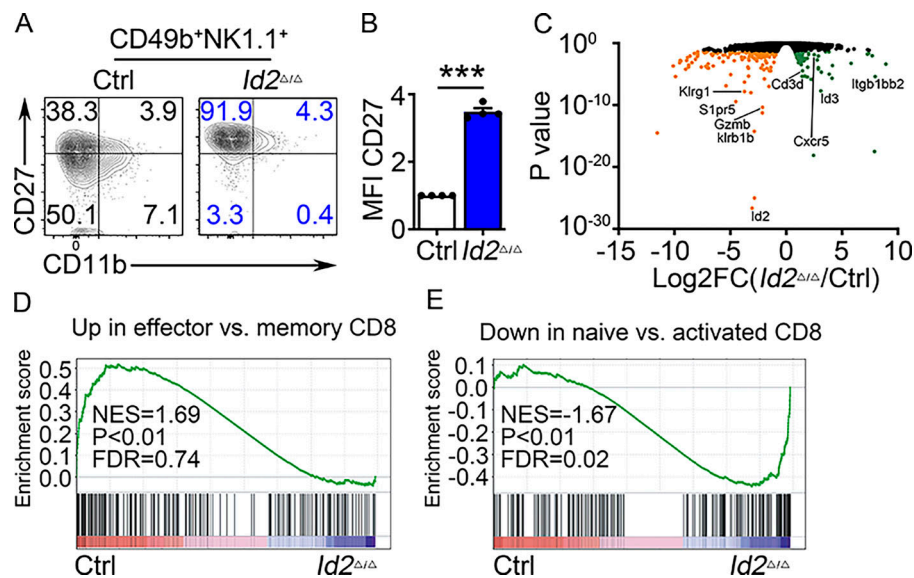 A
CD49b⁺NK1.1⁺
Ctrl
Id2△/△
38.3
3.9
50.1
7.1
91.9
4.3
3.3
0.4
CD27
0
CD11b
B
***
MFI CD27
4
2
0
Ctrl
Id2△/△
C
P value
10⁰
10⁻¹⁰
10⁻²⁰
10⁻³⁰
Klrg1
S1pr5
Gzmb
klrb1b
Id2
Cd3d
Id3
Itgb1bb2
Cxcr5
-15
-10
-5
0
5
10
Log2FC(Id2△/△/Ctrl)
D
Up in effector vs. memory CD8
Enrichment score
0.5
0.4
0.3
0.2
0.1
0.0
NES=1.69
P<0.01
FDR=0.74
Ctrl
Id2△/△
E
Down in naive vs. activated CD8
Enrichment score
0.1
0.0
-0.1
-0.2
-0.3
-0.4
NES=-1.67
P<0.01
FDR=0.02
Ctrl
Id2△/△